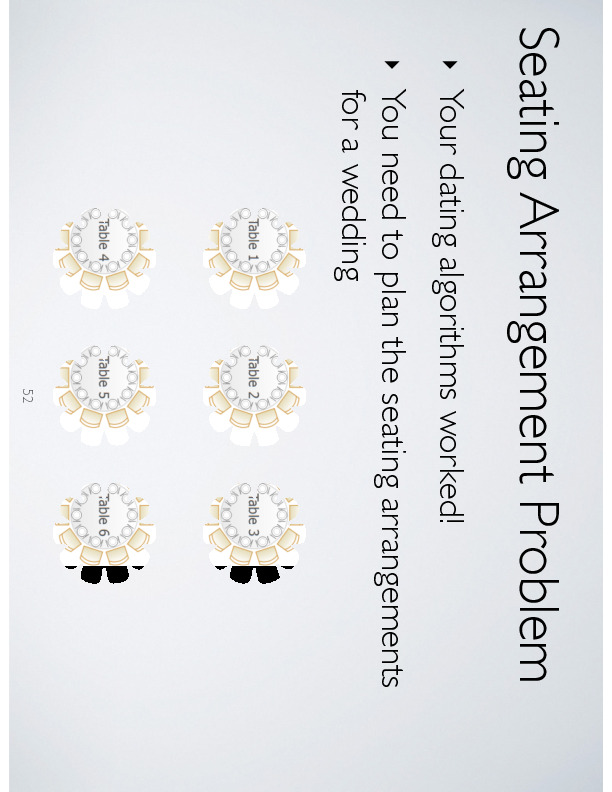 Seating Arrangement Problem
Your dating algorithms worked!
You need to plan the seating arrangements
for a wedding
Table 1
Table 2
Table 3
Table 4
Table 5
Table 6
52